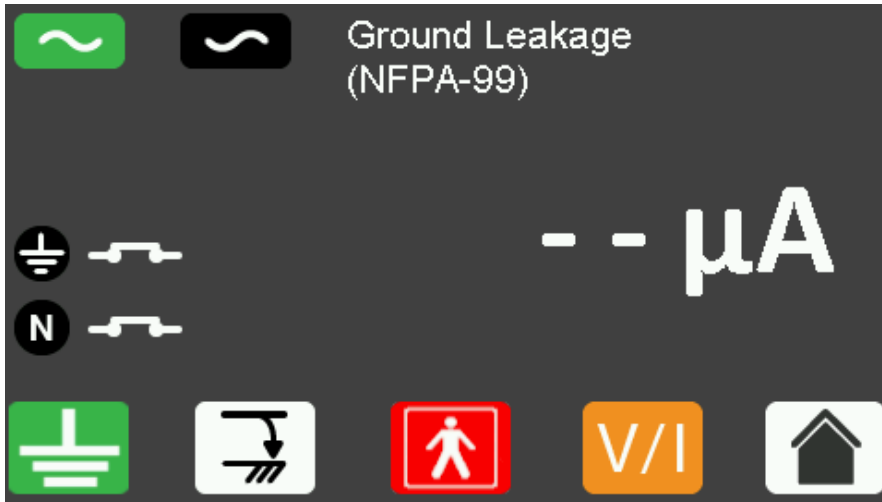 Ground Leakage
(NFPA-99)
- - µA
N
V/I